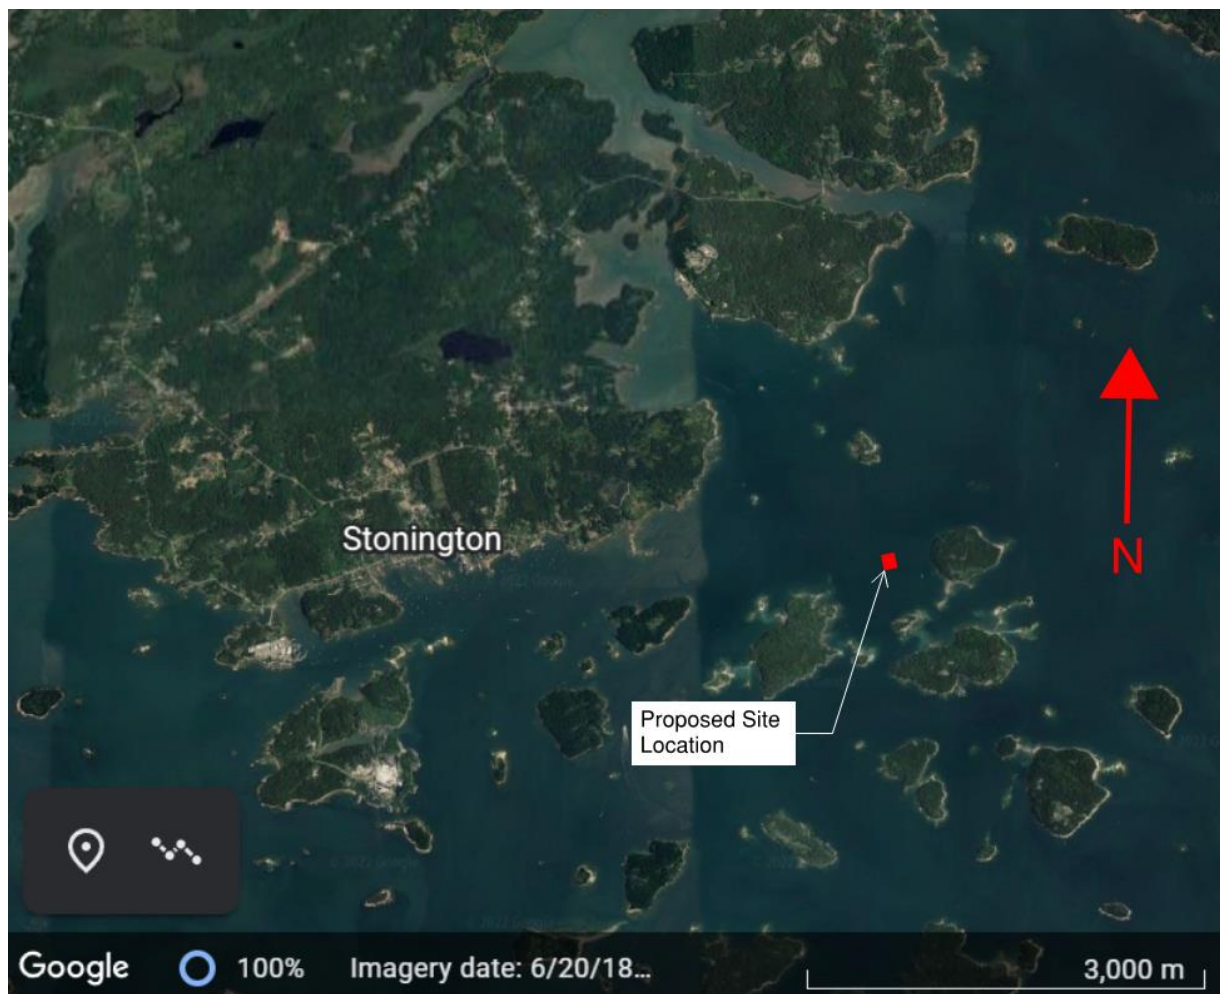 N
Stonington
Proposed Site
Location
Google
100%
Imagery date: 6/20/18...
3,000 m